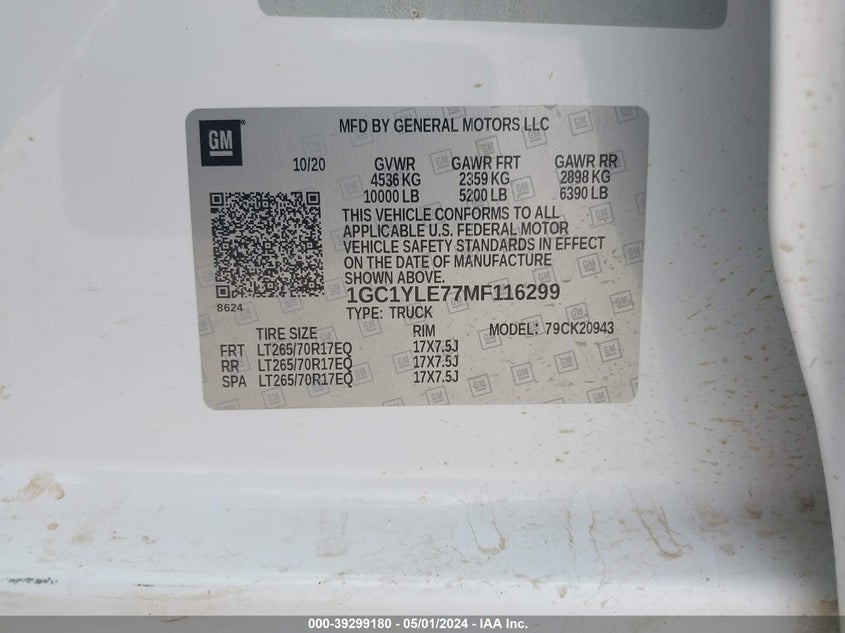 GM
MFD BY GENERAL MOTORS LLC
10/20 GVWR GAWR FRT GAWR RR
4536 KG 2359 KG 2898 KG
10000 LB 5200 LB 6390 LB
THIS VEHICLE CONFORMS TO ALL
APPLICABLE U.S. FEDERAL MOTOR
VEHICLE SAFETY STANDARDS IN EFFECT
ON THE DATE OF MANUFACTURE
SHOWN ABOVE.
8624
1GC1YLE77MF116299
TYPE: TRUCK
TIRE SIZE RIM MODEL: 79CK20943
FRT LT265/70R17EQ 17X7.5J
RR LT265/70R17EQ 17X7.5J
SPA LT265/70R17EQ 17X7.5J
000-39299180 - 05/01/2024 - IAA Inc.